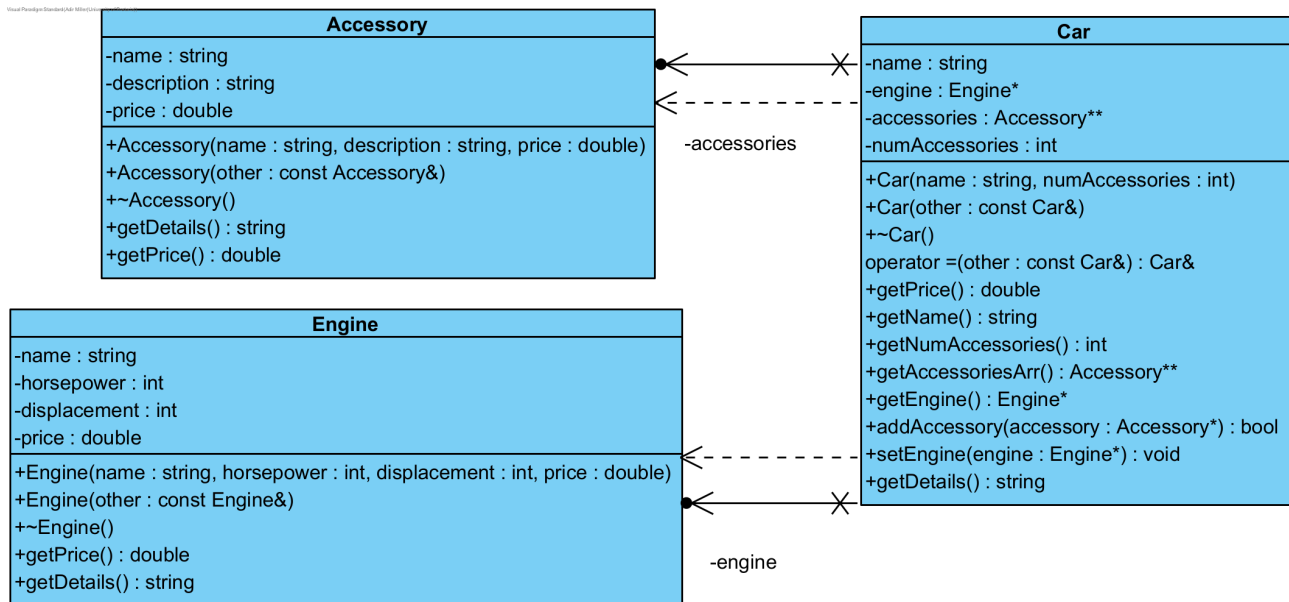 Accessory
-name : string
-description : string
-price : double
+Accessory(name : string, description : string, price : double)
+Accessory(other : const Accessory&)
+~Accessory()
+getDetails() : string
+getPrice() : double
-accessories
Car
-name : string
-engine : Engine*
-accessories : Accessory**
-numAccessories : int
+Car(name : string, numAccessories : int)
+Car(other : const Car&)
+~Car()
operator =(other : const Car&) : Car&
+getPrice() : double
+getName() : string
+getNumAccessories() : int
+getAccessoriesArr() : Accessory**
+getEngine() : Engine*
+addAccessory(accessory : Accessory*) : bool
+setEngine(engine : Engine*) : void
+getDetails() : string
Engine
-name : string
-horsepower : int
-displacement : int
-price : double
+Engine(name : string, horsepower : int, displacement : int, price : double)
+Engine(other : const Engine&)
+~Engine()
+getPrice() : double
+getDetails() : string
-engine